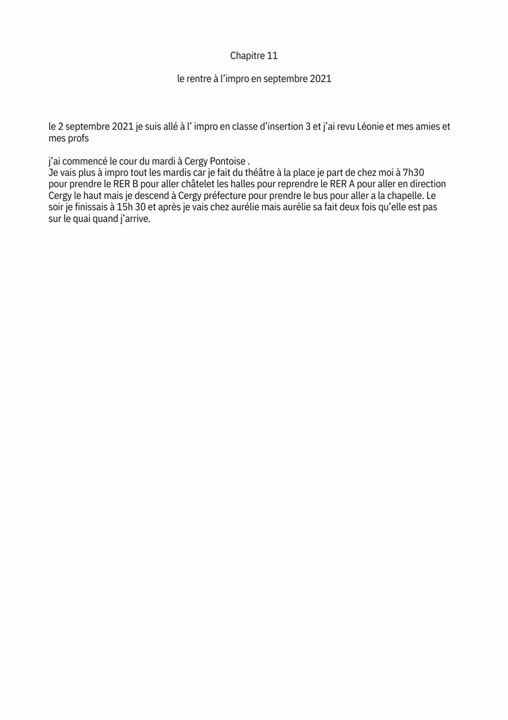 Chapitre 11
le rentre à l'impro en septembre 2021
le 2 septembre 2021 je suis allé à l' impro en classe d'insertion 3 et j'ai revu Léonie et mes amies et
mes profs
j'ai commencé le cour du mardi à Cergy Pontoise .
Je vais plus à impro tout les mardis car je fait du théâtre à la place je part de chez moi à 7h30
pour prendre le RER B pour aller châtelet les halles pour reprendre le RER A pour aller en direction
Cergy le haut mais je descend à Cergy préfecture pour prendre le bus pour aller a la chapelle. Le
soir je finissais à 15h 30 et après je vais chez aurélie mais aurélie sa fait deux fois qu'elle est pas
sur le quai quand j'arrive.